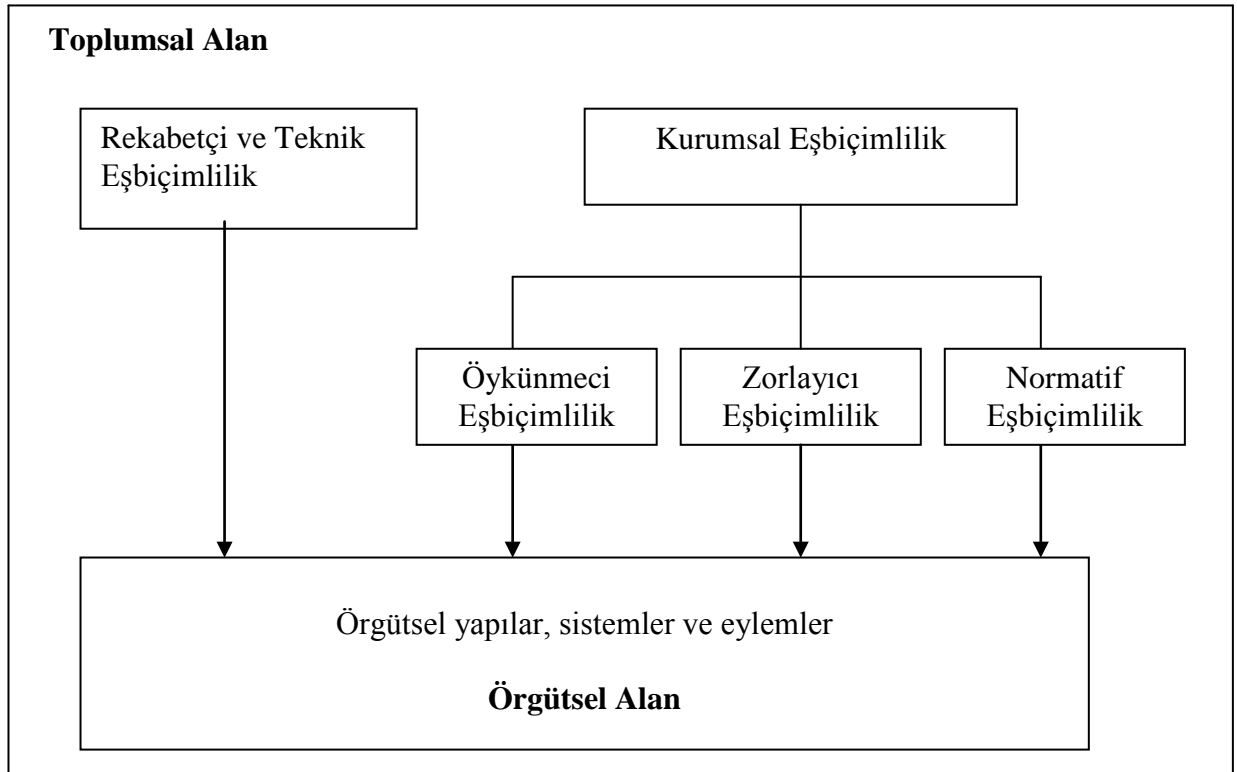 Toplumsal Alan
Rekabetçi ve Teknik
Eşbiçimlilik
Kurumsal Eşbiçimlilik
Öykünmeci
Eşbiçimlilik
Zorlayıcı
Eşbiçimlilik
Normatif
Eşbiçimlilik
Örgütsel yapılar, sistemler ve eylemler
Örgütsel Alan